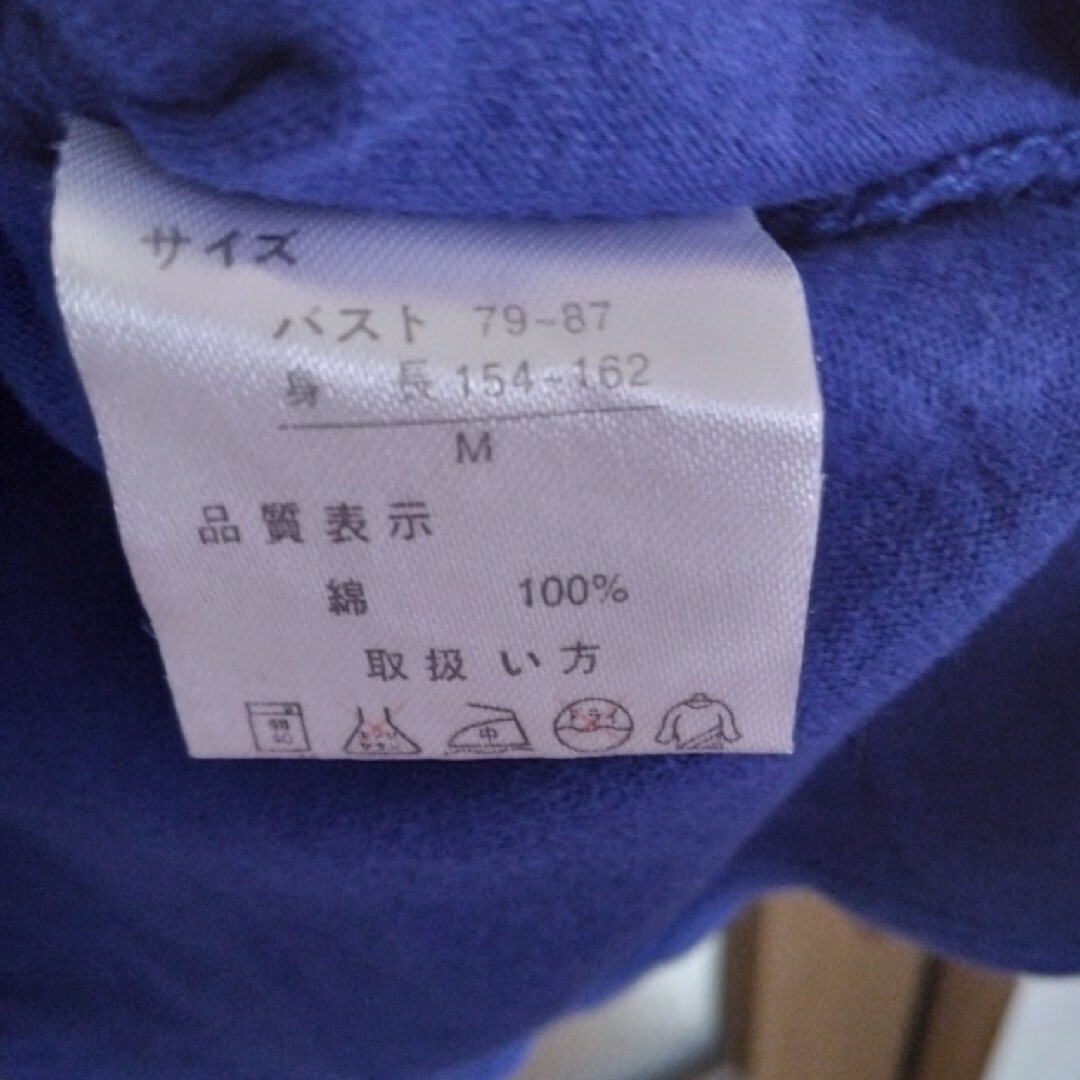 サイズ
バスト 79~87
身 長 154~162
M
品質表示
綿 100%
取扱い方
中 ドライ